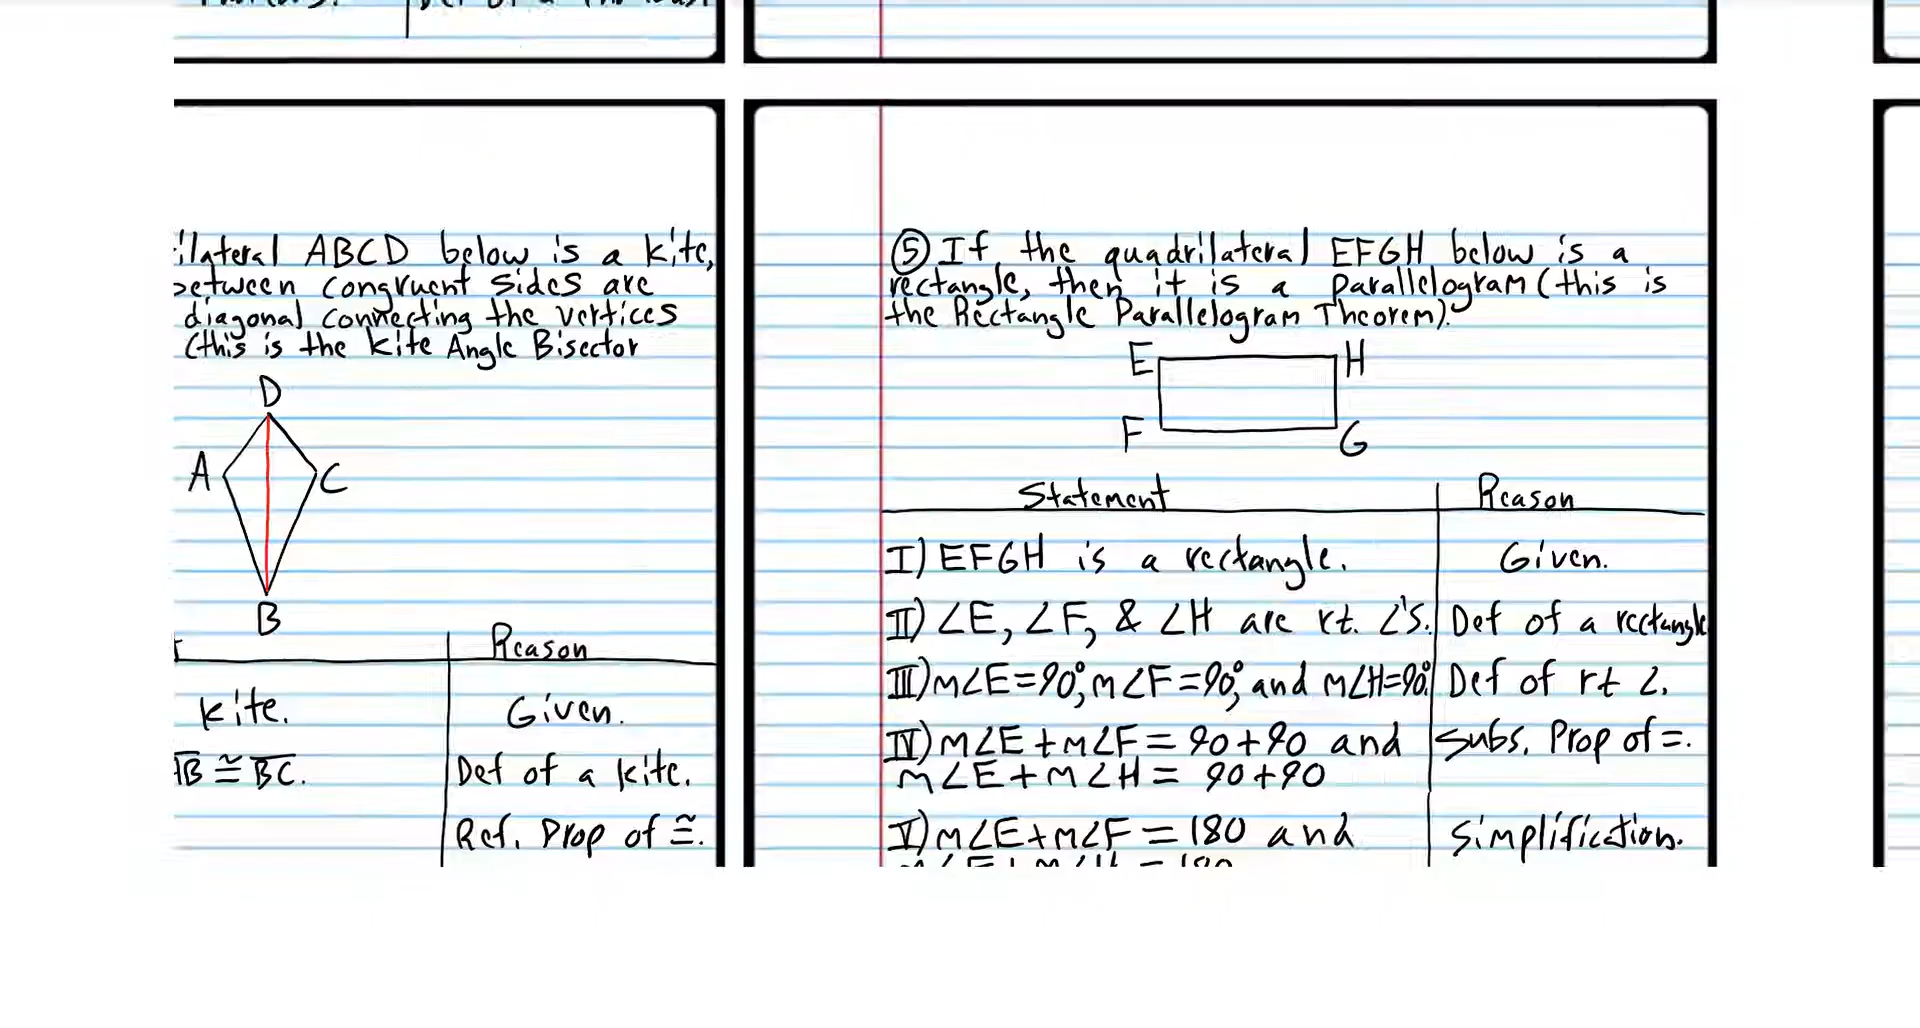 ilateral ABCD below is a kite,
between congruent sides are
diagonal connecting the vertices
(this is the Kite Angle Bisector
D
A
C
B
Reason
kite.
Given.
AB ≅ BC.
Def of a kite.
Ref. Prop of ≅.
⑤ If the quadrilateral EFGH below is a
rectangle, then it is a parallelogram (this is
the Rectangle Parallelogram Theorem).
E
H
F
G
Statement
Reason
I) EFGH is a rectangle.
Given.
II) ∠E, ∠F, & ∠H are rt. ∠'s.
Def of a rectangle
III) m∠E=90°, m∠F=90°, and m∠H=90°.
Def of rt ∠.
IV) m∠E + m∠F = 90+90 and
Subs. Prop of =.
m∠E + m∠H = 90+90
V) m∠E + m∠F = 180 and
Simplification.
m∠E + m∠H = 180